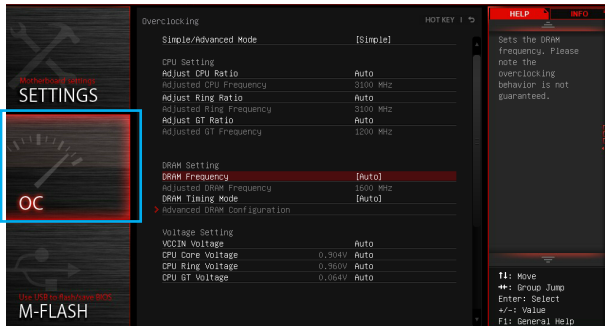 Overclocking
HOT KEY |
HELP
INFO
Motherboard settings
SETTINGS
OC
Use USB to flash/save BIOS
M-FLASH
Simple/Advanced Mode [Simple]
CPU Setting
Adjust CPU Ratio Auto
Adjusted CPU Frequency 3100 MHz
Adjust Ring Ratio Auto
Adjusted Ring Frequency 3100 MHz
Adjust GT Ratio Auto
Adjusted GT Frequency 1200 MHz
DRAM Setting
DRAM Frequency [Auto]
Adjusted DRAM Frequency 1600 MHz
DRAM Timing Mode [Auto]
> Advanced DRAM Configuration
Voltage Setting
VCCIN Voltage Auto
CPU Core Voltage 0.904V Auto
CPU Ring Voltage 0.960V Auto
CPU GT Voltage 0.064V Auto
Sets the DRAM
frequency. Please
note the
overclocking
behavior is not
guaranteed.
↑↓: Move
→←: Group Jump
Enter: Select
+/-: Value
F1: General Help